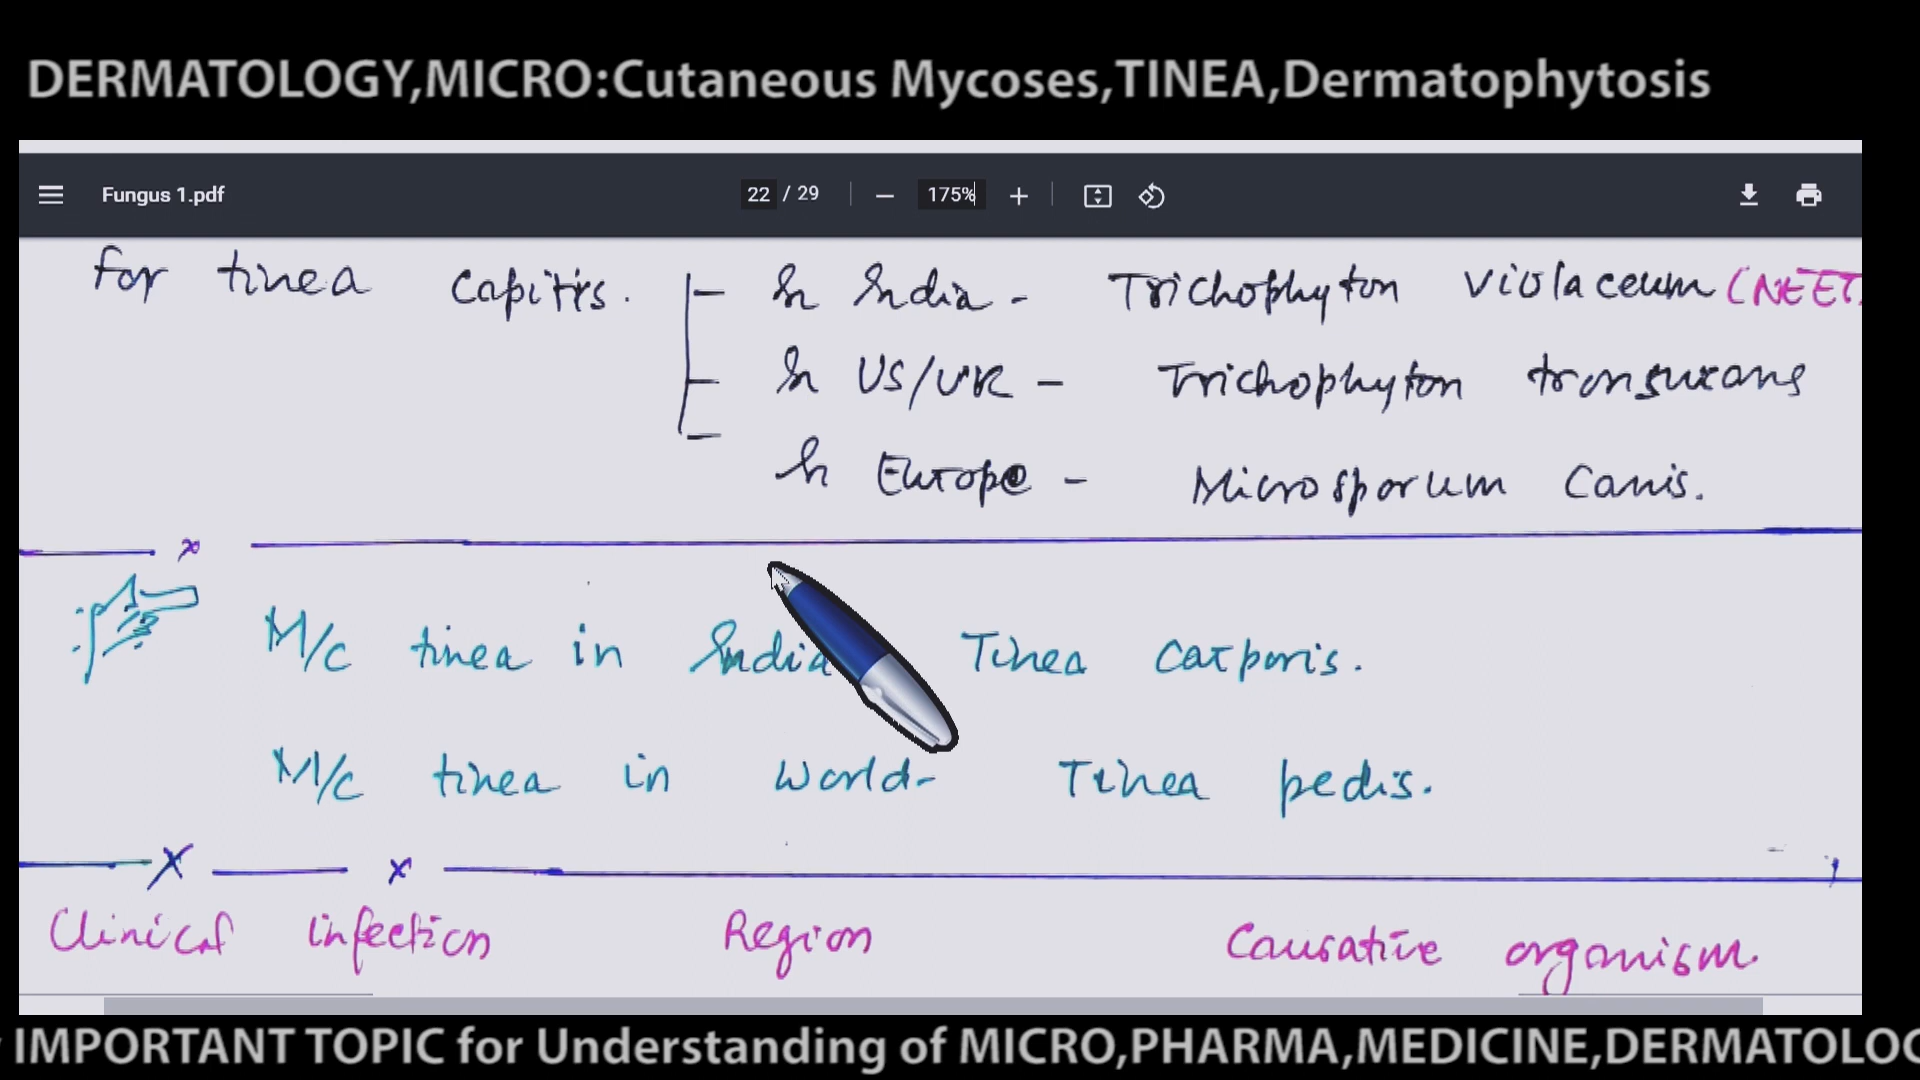 DERMATOLOGY,MICRO:Cutaneous Mycoses,TINEA,Dermatophytosis
Fungus 1.pdf 22 / 29 175%
For tinea capitis. In India - Trichophyton violaceum (NEET
In US/UK - Trichophyton tronsurans
In Europe - Microsporum Canis.
M/c tinea in India Tinea corporis.
M/c tinea in world- Tinea pedis.
Clinical infection Region Causative organism.
IMPORTANT TOPIC for Understanding of MICRO,PHARMA,MEDICINE,DERMATOLOG